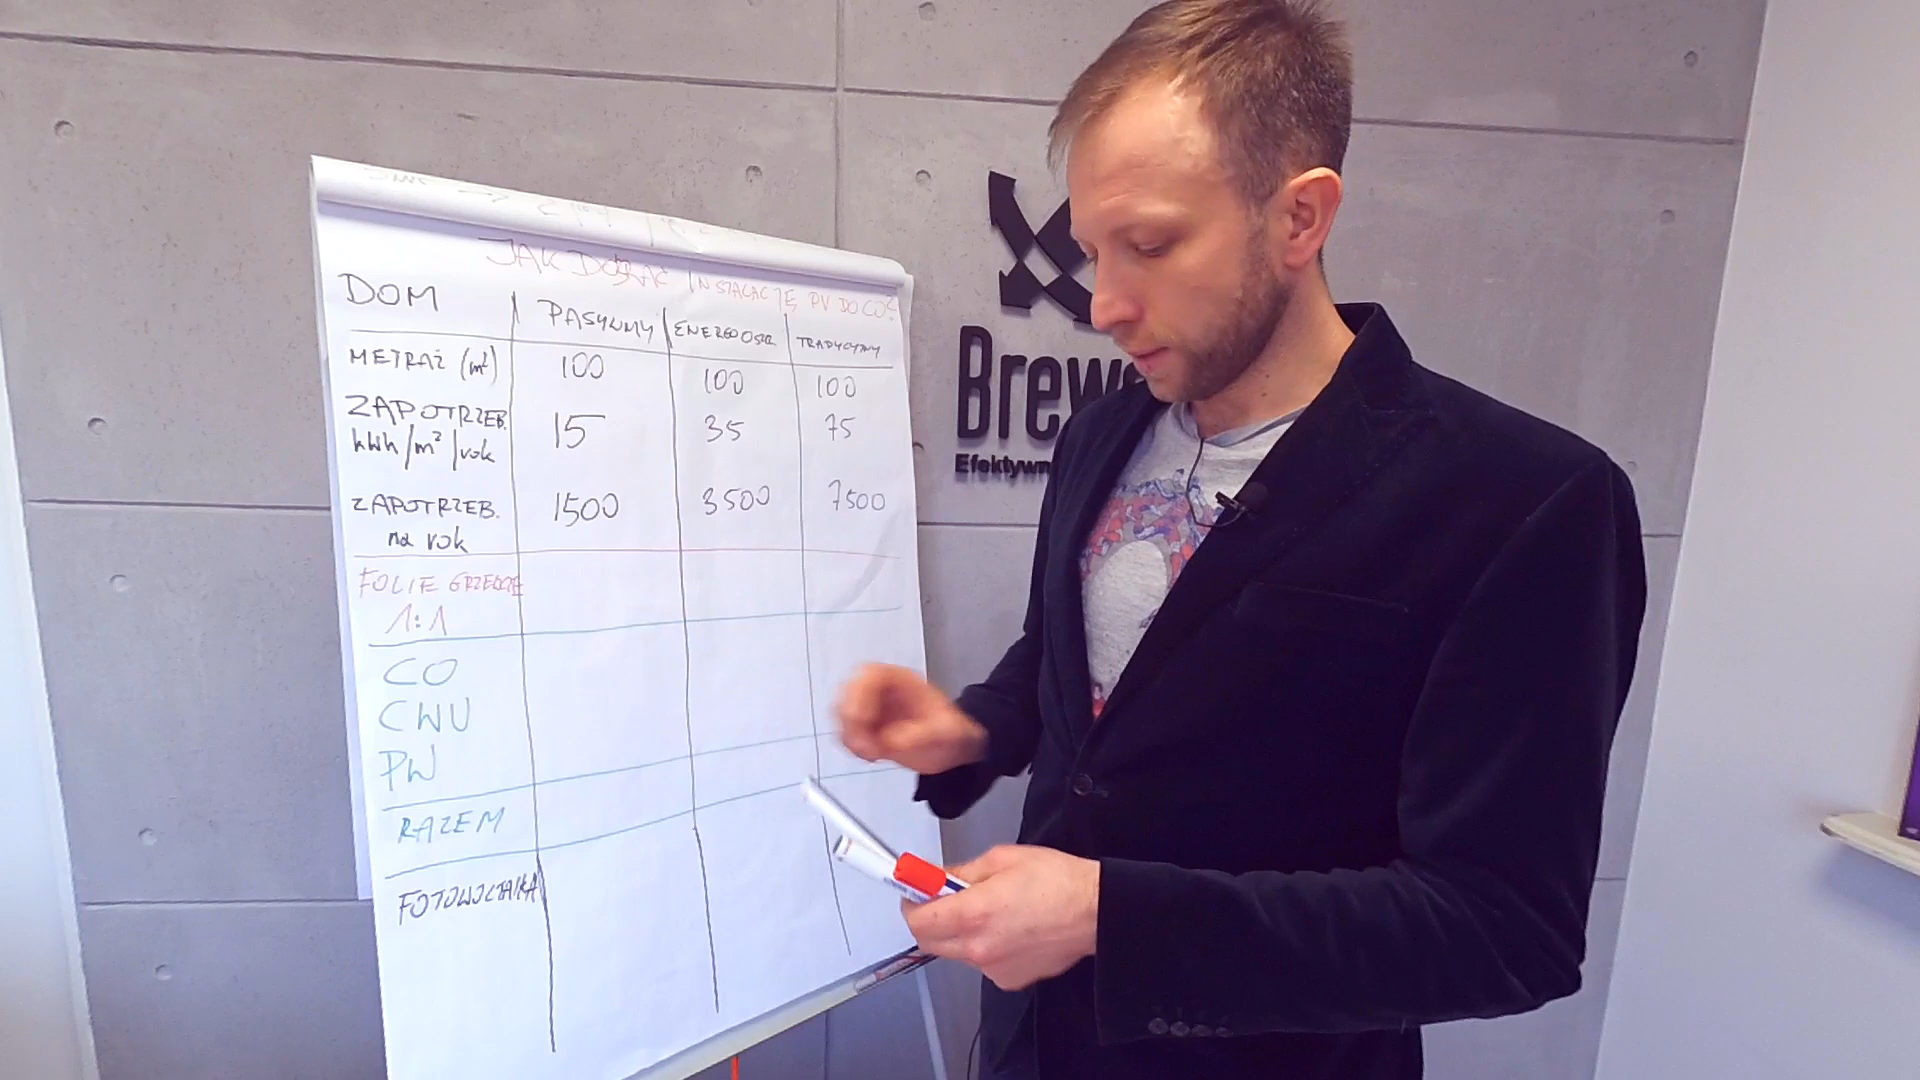 JAK DOBRAĆ INSTALACJĘ PV DO CO?
DOM PASYWNY ENERGOOSZ. TRADYCYJNY
METRAŻ (m²) 100 100 100
ZAPOTRZEB. kWh/m²/rok 15 35 75
ZAPOTRZEB. na rok 1500 3500 7500
FOLIE GRZEWCZE
1:1
CO
CWU
PW
RAZEM
FOTOWOLTAIKA
Brew
Efektywn